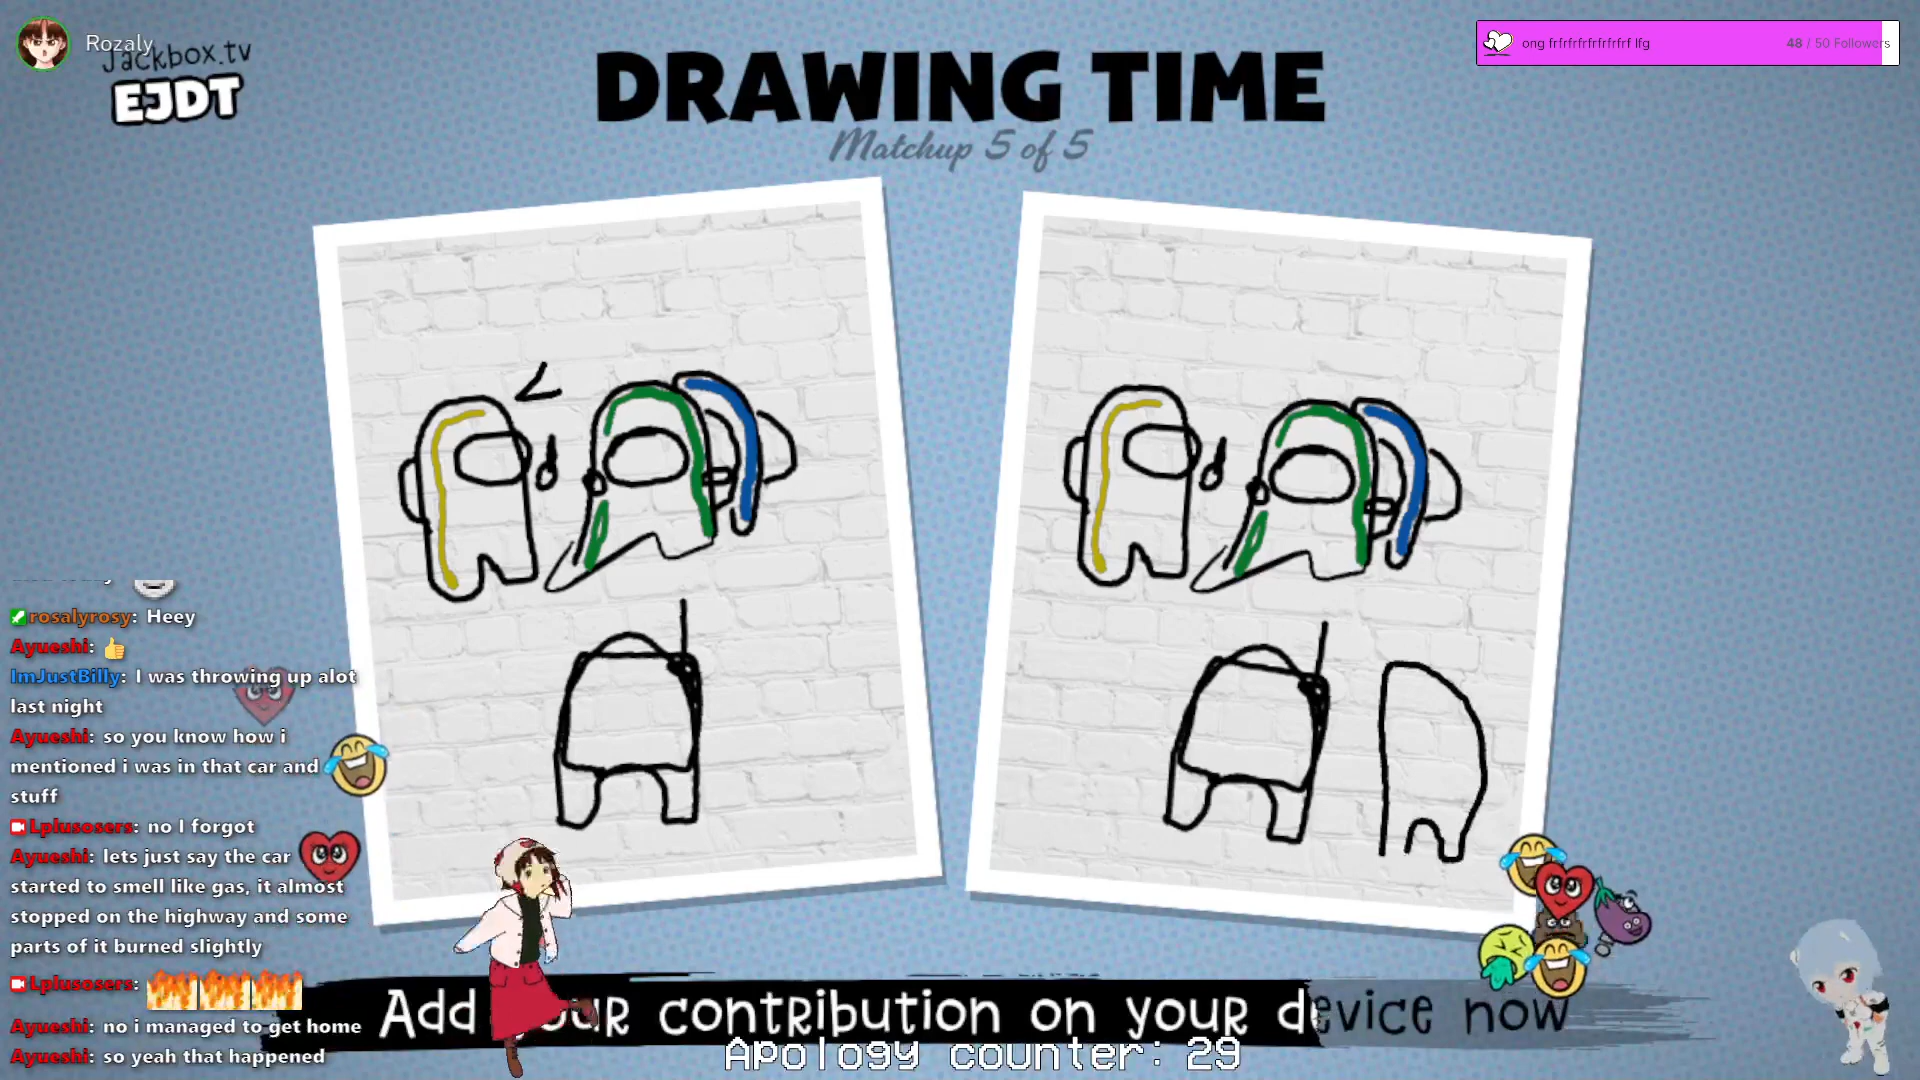 Rozaly
Jackbox.tv
EJDT
DRAWING TIME
Matchup 5 of 5
ong frfrfrfrfrfrfrfrf lfg
48 / 50 Followers
rosalyrosy: Heey
Ayueshi:
ImJustBilly: I was throwing up alot
last night
Ayueshi: so you know how i
mentioned i was in that car and
stuff
Lplusosers: no I forgot
Ayueshi: lets just say the car
started to smell like gas, it almost
stopped on the highway and some
parts of it burned slightly
Lplusosers:
Ayueshi: no i managed to get home
Ayueshi: so yeah that happened
Add your contribution on your device now
Apology counter: 29